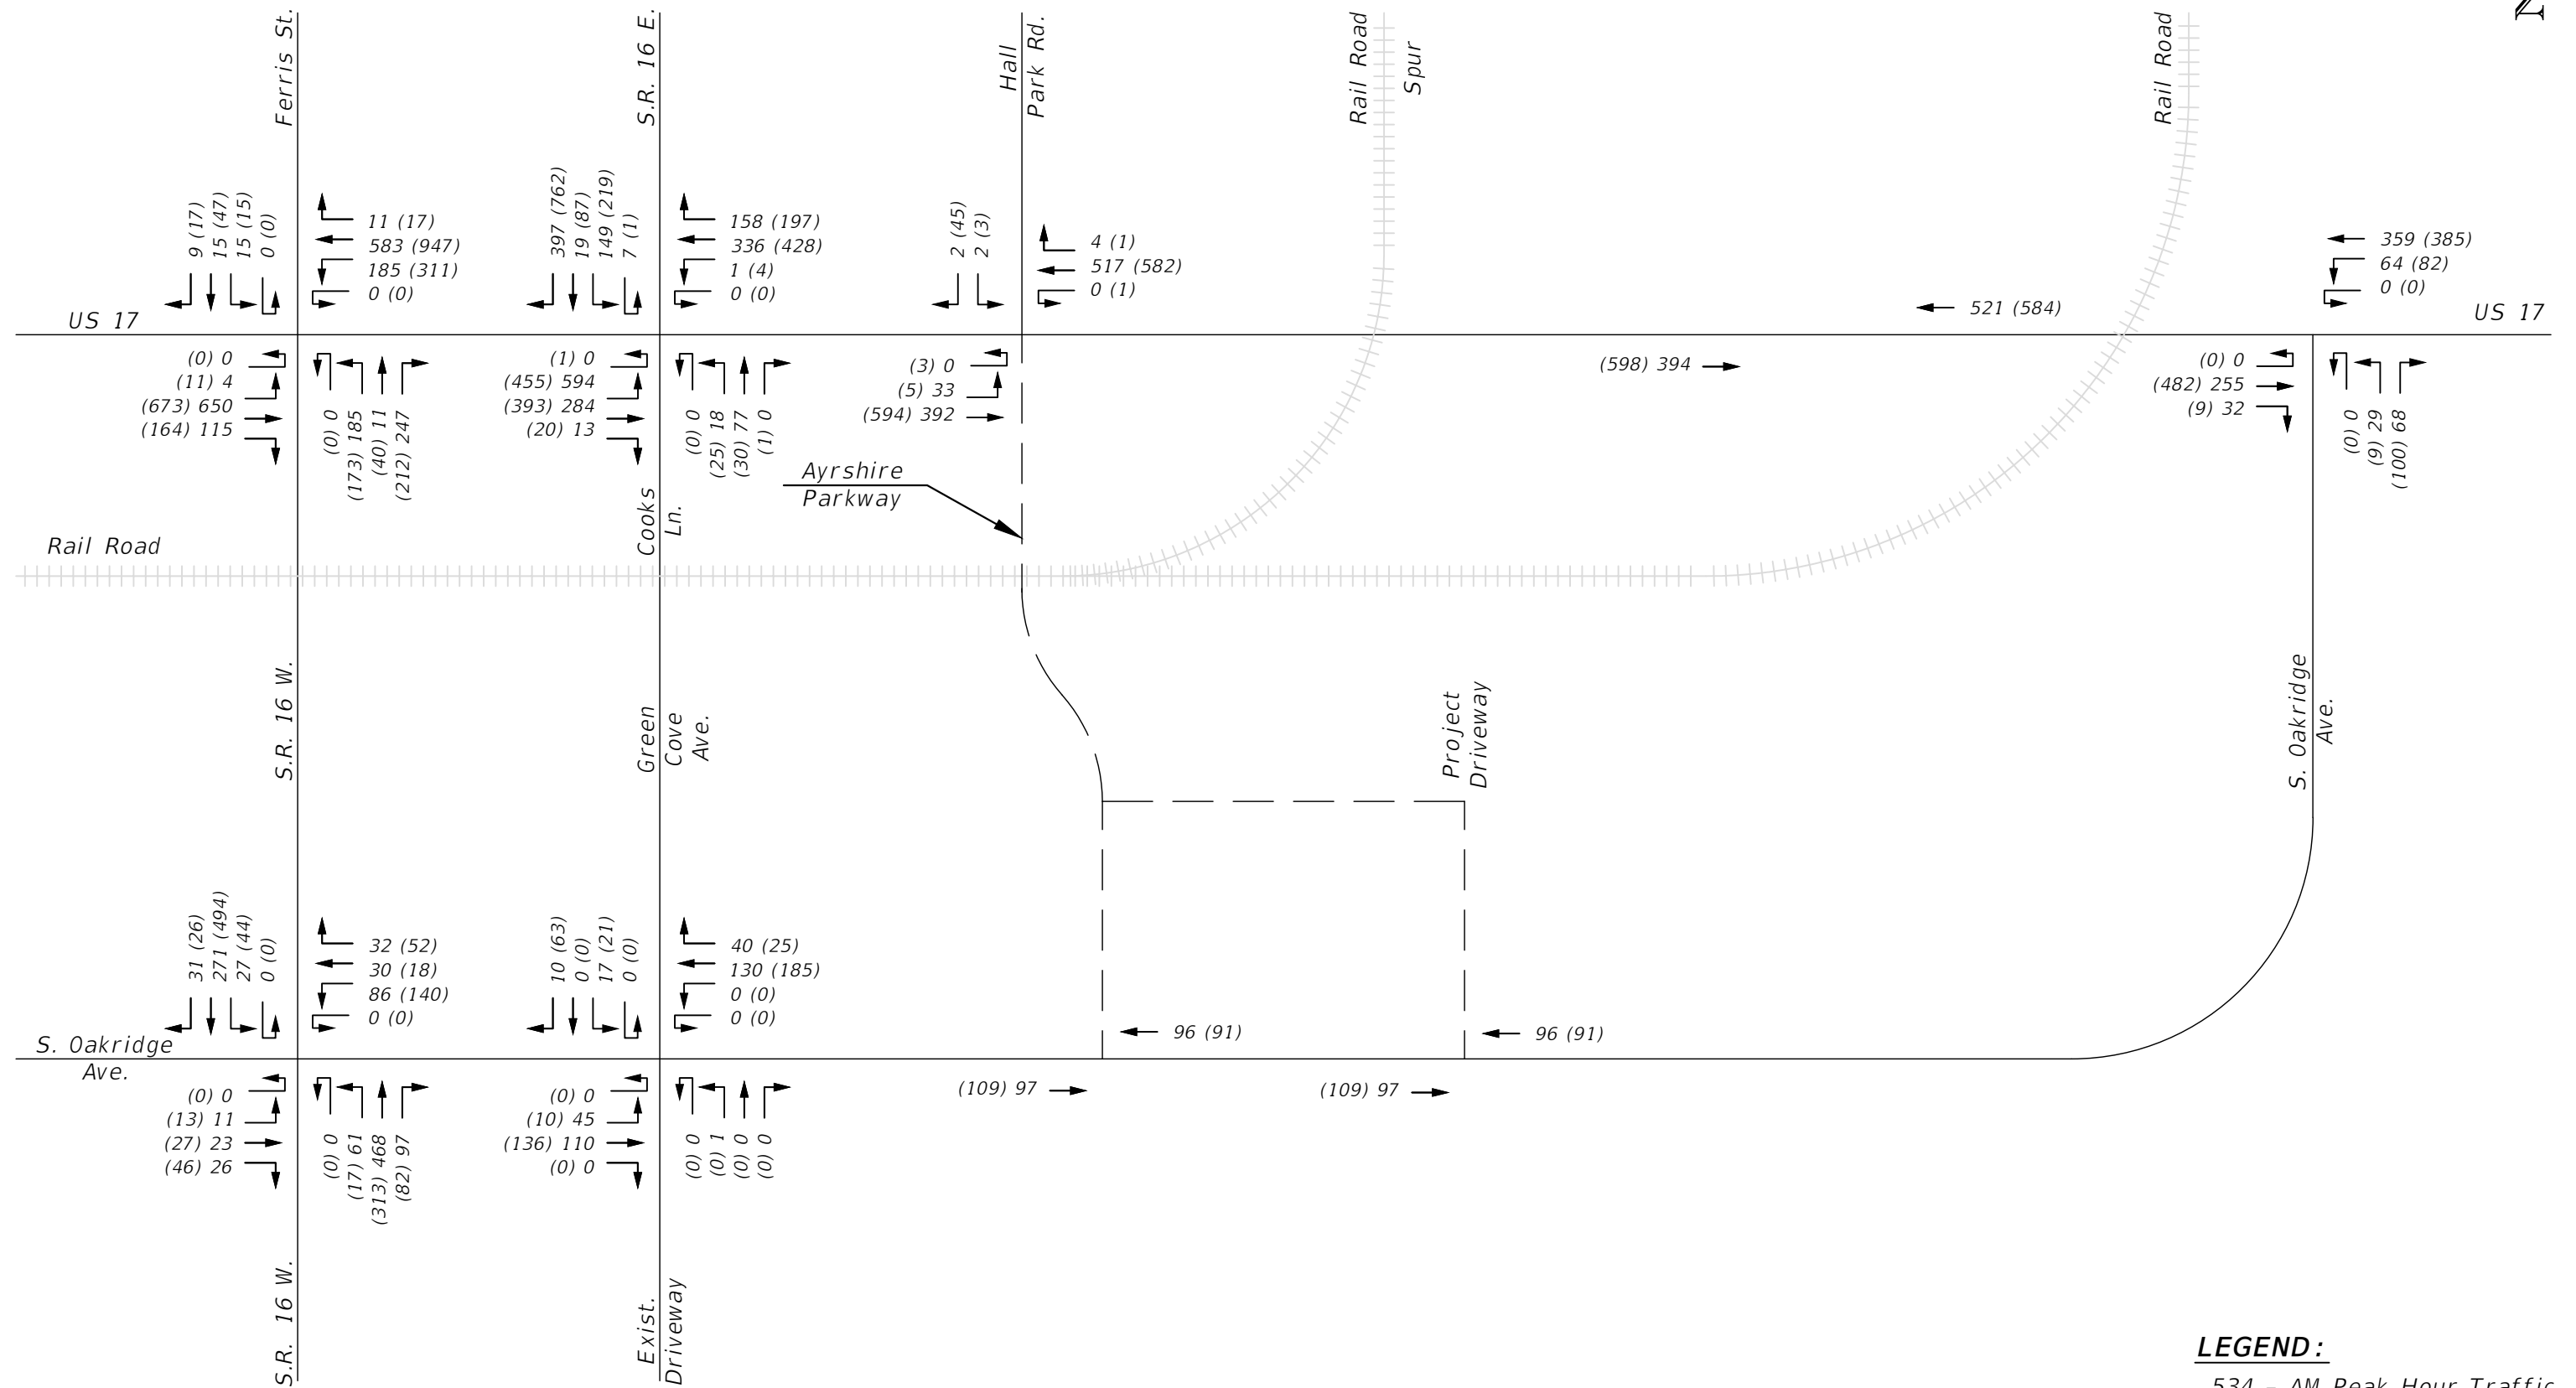 N
Ferris St.
S.R. 16 E.
Hall
Park Rd.
Rail Road
Spur
Rail Road
9 (17)
15 (47)
15 (15)
0 (0)
11 (17)
583 (947)
185 (311)
0 (0)
397 (762)
19 (87)
149 (219)
7 (1)
158 (197)
336 (428)
1 (4)
0 (0)
2 (45)
2 (3)
4 (1)
517 (582)
0 (1)
521 (584)
359 (385)
64 (82)
0 (0)
US 17
US 17
(0) 0
(11) 4
(673) 650
(164) 115
(0) 0
(173) 185
(40) 11
(212) 247
(1) 0
(455) 594
(393) 284
(20) 13
(0) 0
(25) 18
(30) 77
(1) 0
(3) 0
(5) 33
(594) 392
(598) 394
(0) 0
(482) 255
(9) 32
(0) 0
(9) 29
(100) 68
Ayrshire
Parkway
Cooks
Ln.
Rail Road
S.R. 16 W.
Green
Cove
Ave.
Project
Driveway
S. Oakridge
Ave.
31 (26)
271 (494)
27 (44)
0 (0)
32 (52)
30 (18)
86 (140)
0 (0)
10 (63)
0 (0)
17 (21)
0 (0)
40 (25)
130 (185)
0 (0)
0 (0)
96 (91)
96 (91)
S. Oakridge
Ave.
(0) 0
(13) 11
(27) 23
(46) 26
(0) 0
(17) 61
(313) 468
(82) 97
(0) 0
(10) 45
(136) 110
(0) 0
(0) 0
(0) 1
(0) 0
(0) 0
(109) 97
(109) 97
S.R. 16 W.
Exist.
Driveway
LEGEND:
534 - AM Peak Hour Traffic